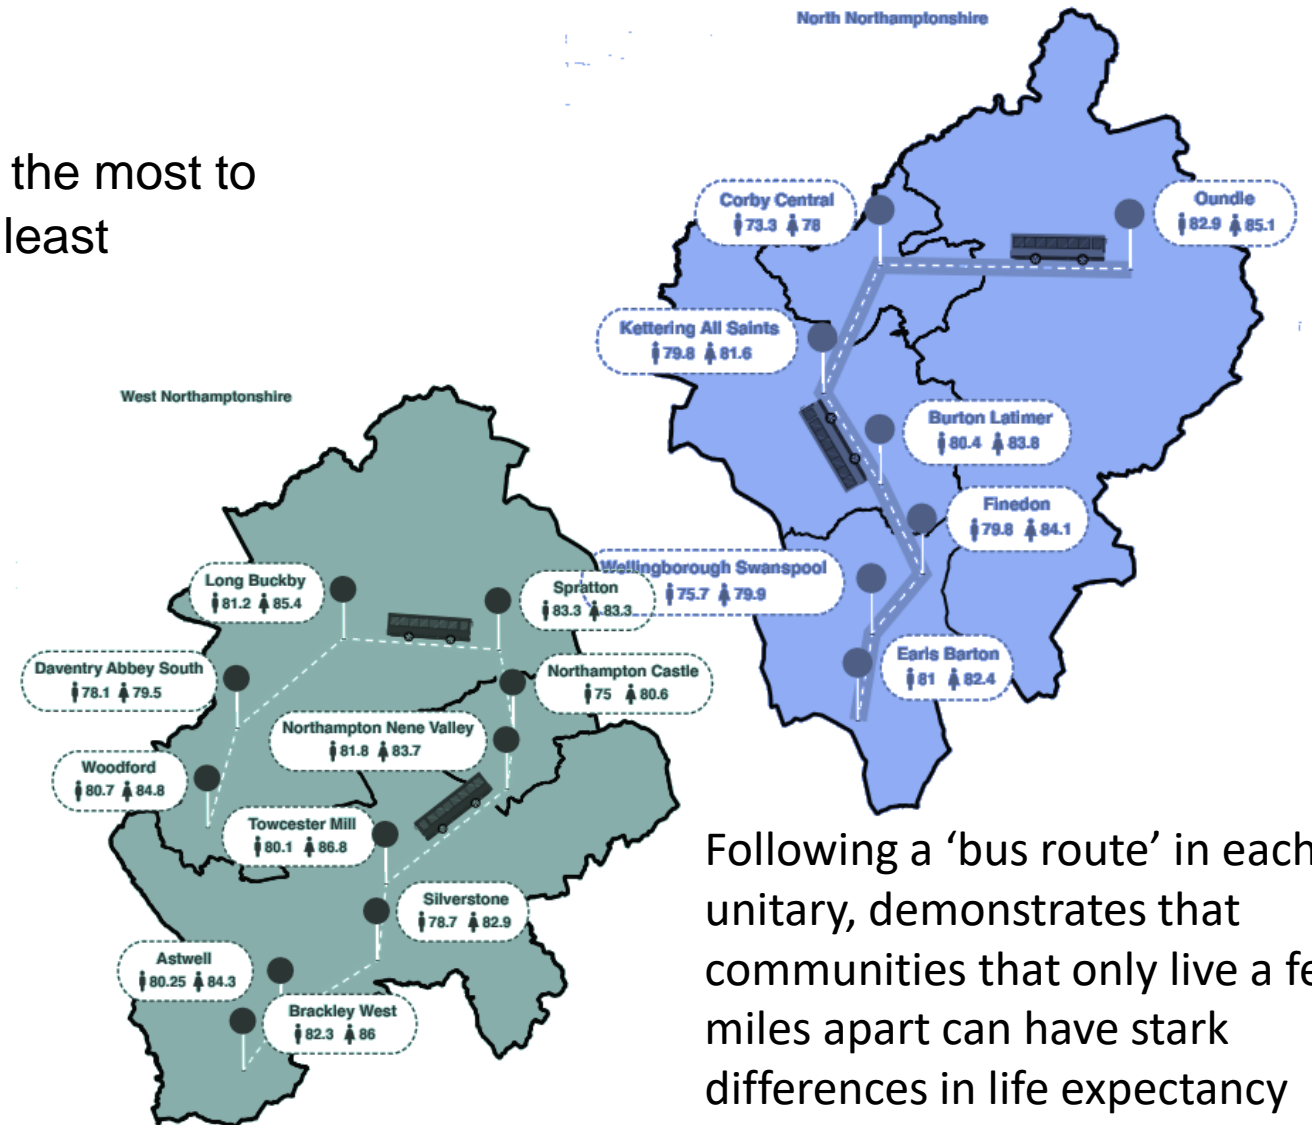 North Northamptonshire
the most to
least
Corby Central
73.3 78
Oundle
82.9 85.1
Kettering All Saints
79.8 81.6
Burton Latimer
80.4 83.8
Finedon
79.8 84.1
Wellingborough Swanspool
75.7 79.9
Earls Barton
81 82.4
West Northamptonshire
Long Buckby
81.2 85.4
Spratton
83.3 83.3
Daventry Abbey South
78.1 79.5
Northampton Castle
75 80.6
Northampton Nene Valley
81.8 83.7
Woodford
80.7 84.8
Towcester Mill
80.1 86.8
Silverstone
78.7 82.9
Astwell
80.25 84.3
Brackley West
82.3 86
Following a ‘bus route’ in each
unitary, demonstrates that
communities that only live a fe
miles apart can have stark
differences in life expectancy